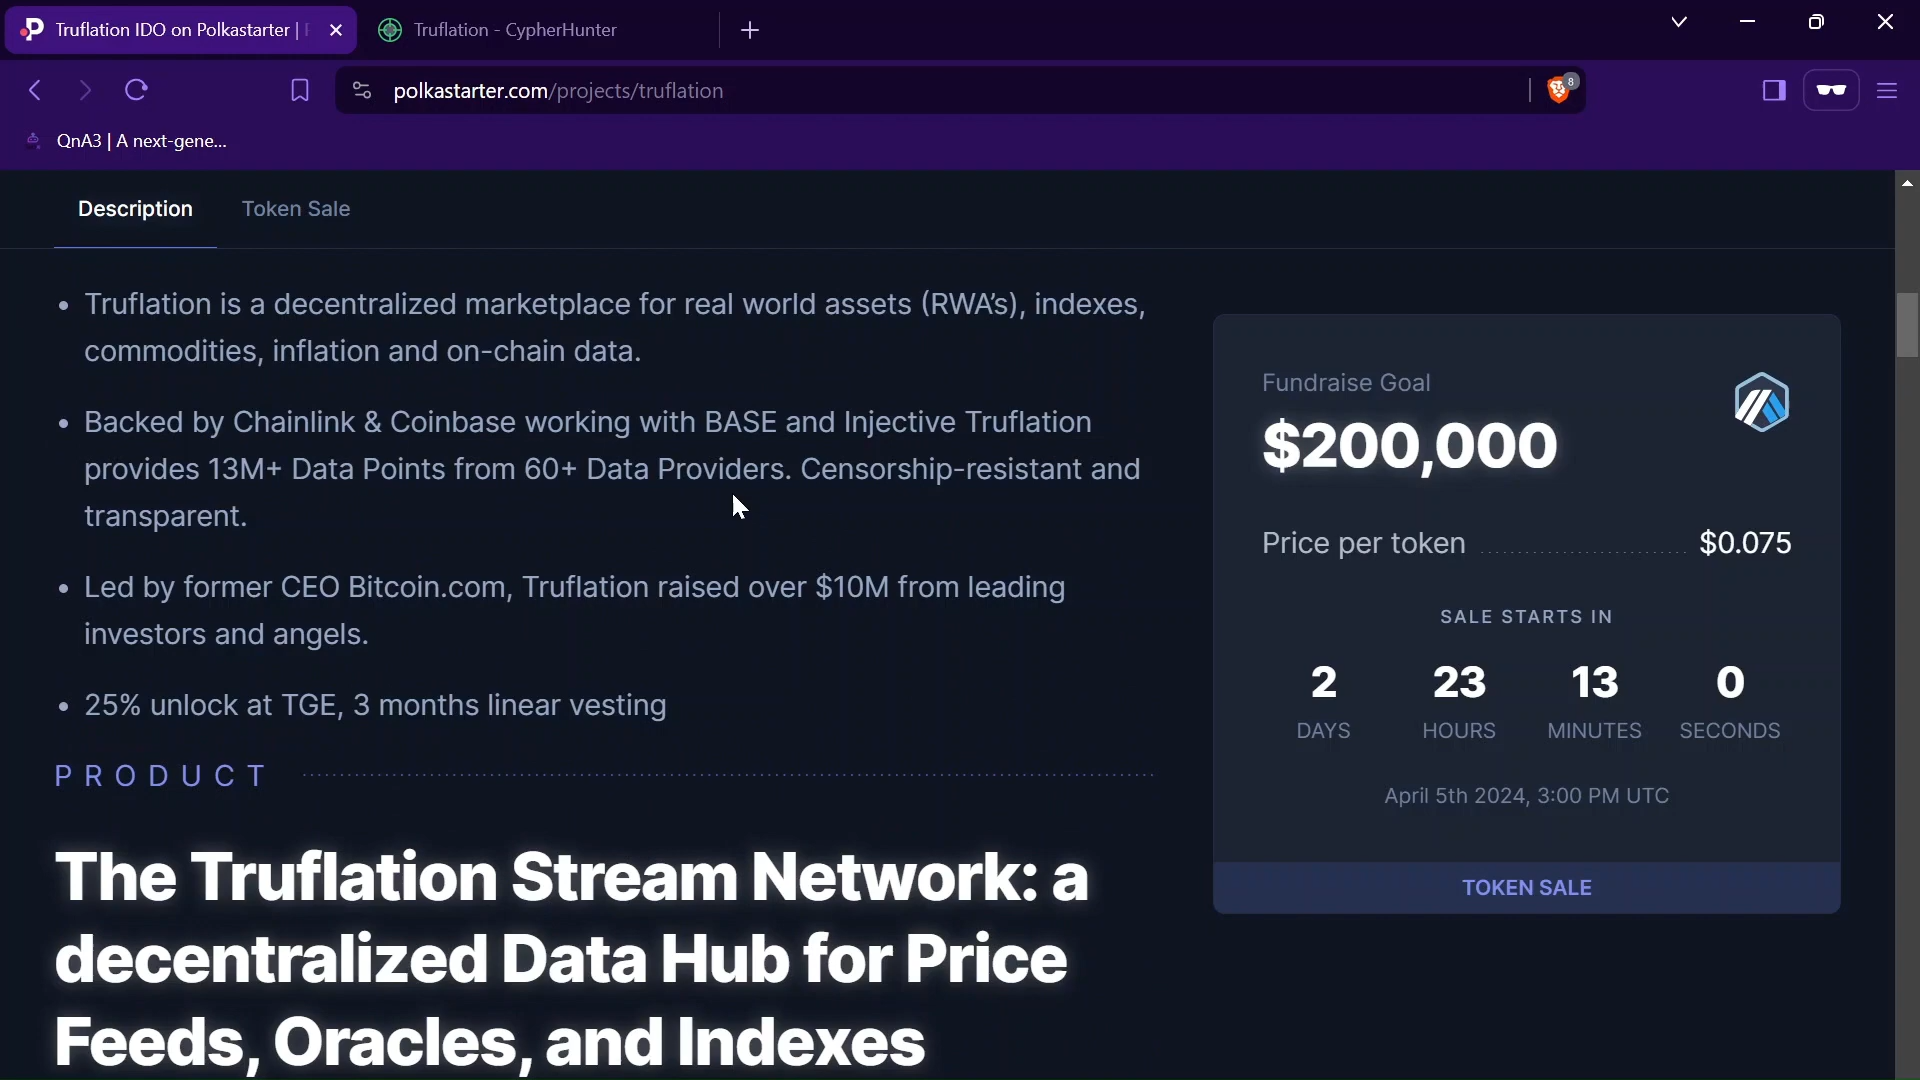 Truflation IDO on Polkastarter |
Truflation - CypherHunter
polkastarter.com/projects/truflation
8
QnA3 | A next-gene...
Description
Token Sale
• Truflation is a decentralized marketplace for real world assets (RWA's), indexes,
commodities, inflation and on-chain data.
• Backed by Chainlink & Coinbase working with BASE and Injective Truflation
provides 13M+ Data Points from 60+ Data Providers. Censorship-resistant and
transparent.
• Led by former CEO Bitcoin.com, Truflation raised over $10M from leading
investors and angels.
• 25% unlock at TGE, 3 months linear vesting
PRODUCT
The Truflation Stream Network: a
decentralized Data Hub for Price
Feeds, Oracles, and Indexes
Fundraise Goal
$200,000
Price per token $0.075
SALE STARTS IN
2 23 13 0
DAYS HOURS MINUTES SECONDS
April 5th 2024, 3:00 PM UTC
TOKEN SALE